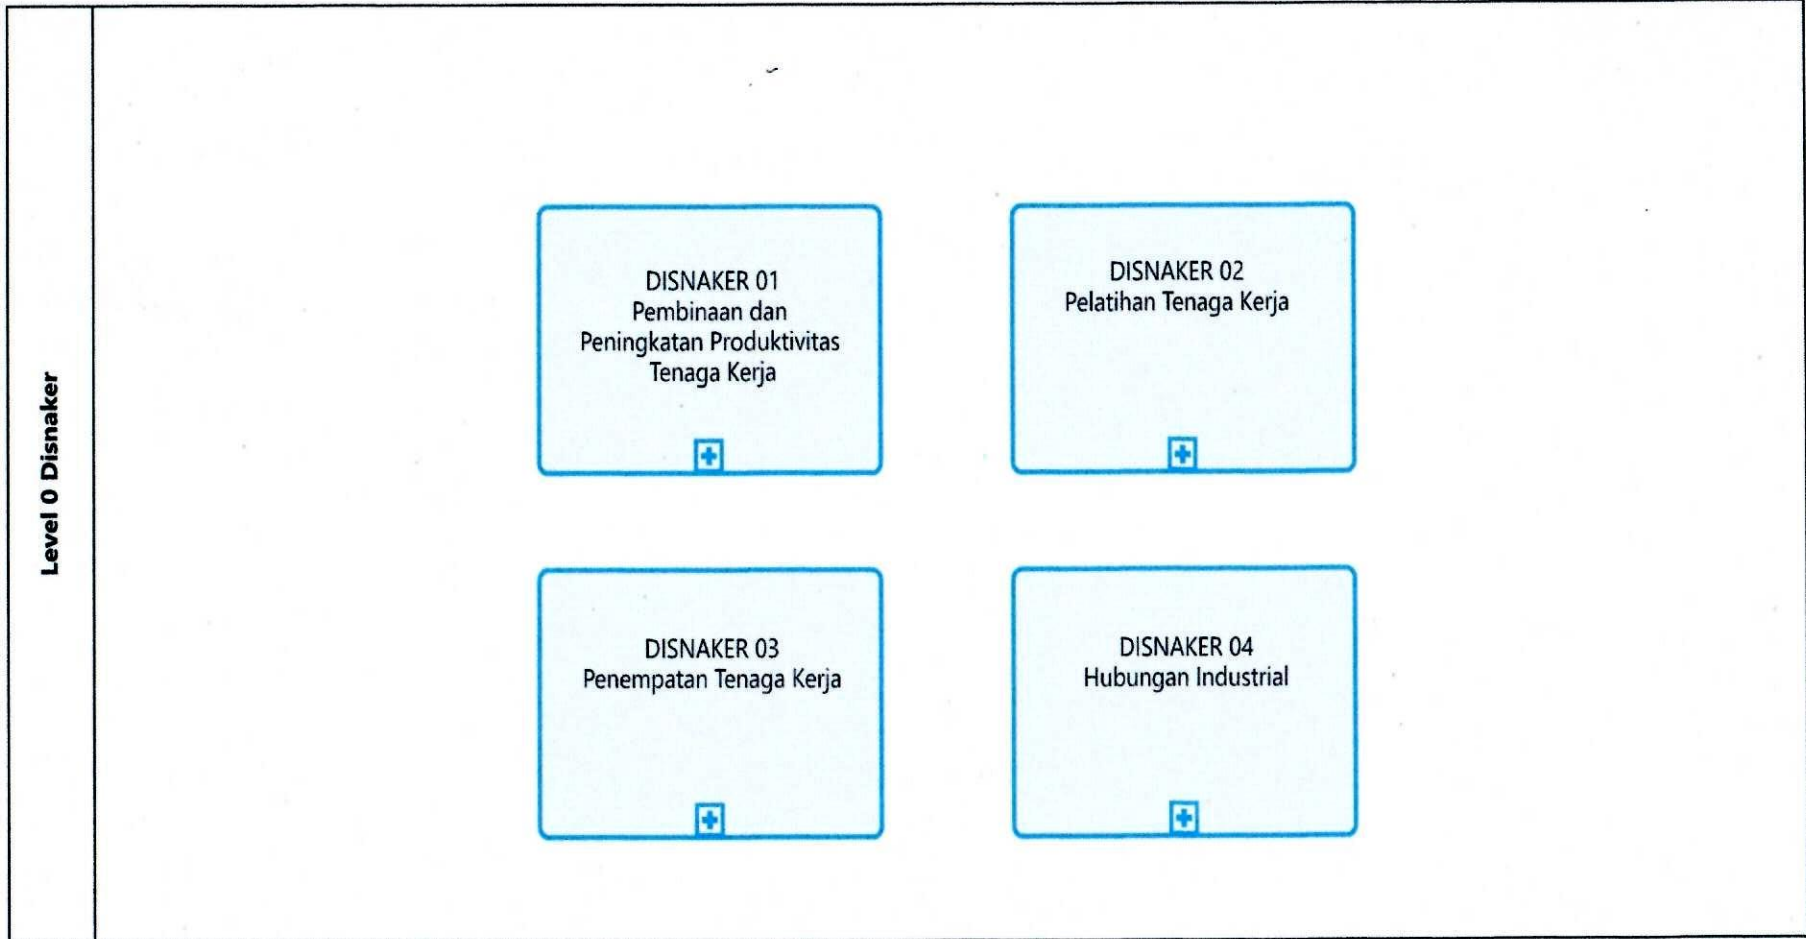 Level 0 Disnaker
DISNAKER 01
Pembinaan dan
Peningkatan Produktivitas
Tenaga Kerja
DISNAKER 02
Pelatihan Tenaga Kerja
DISNAKER 03
Penempatan Tenaga Kerja
DISNAKER 04
Hubungan Industrial